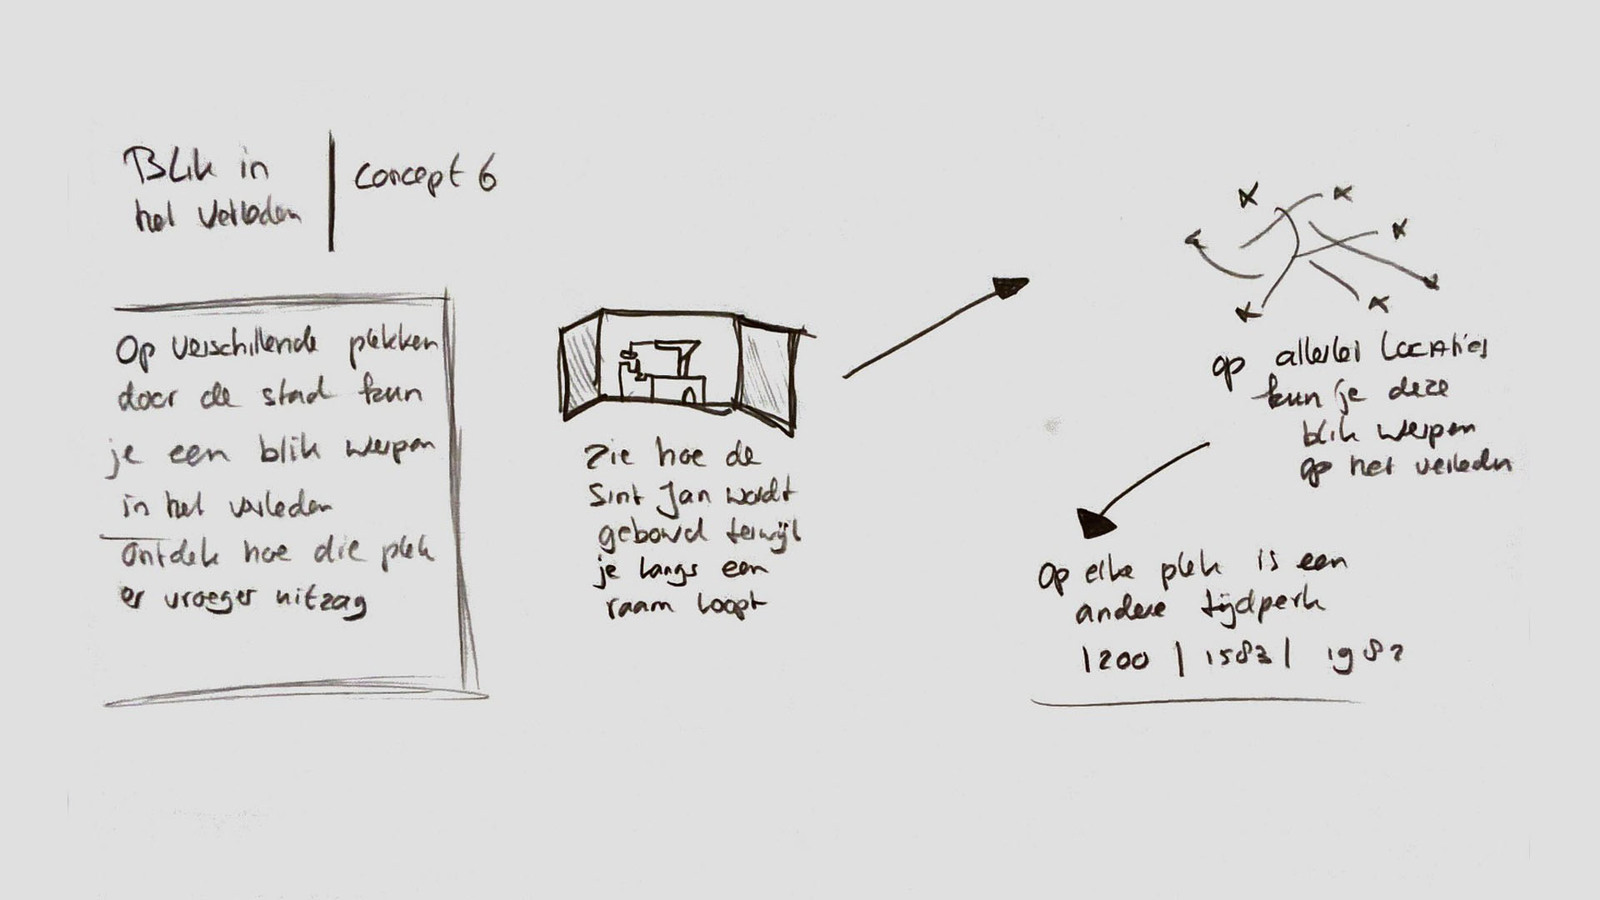 Blik in
het verleden
concept 6
Op verschillende plekken
door de stad kun
je een blik werpen
in het verleden
Ontdek hoe die plek
er vroeger uitzag
Zie hoe de
Sint Jan wordt
gebouwd terwijl
je langs een
raam loopt
op allerlei locaties
kun je deze
blik werpen
op het verleden
Op elke plek is een
andere tijdperk
1200 | 1583 | 1982